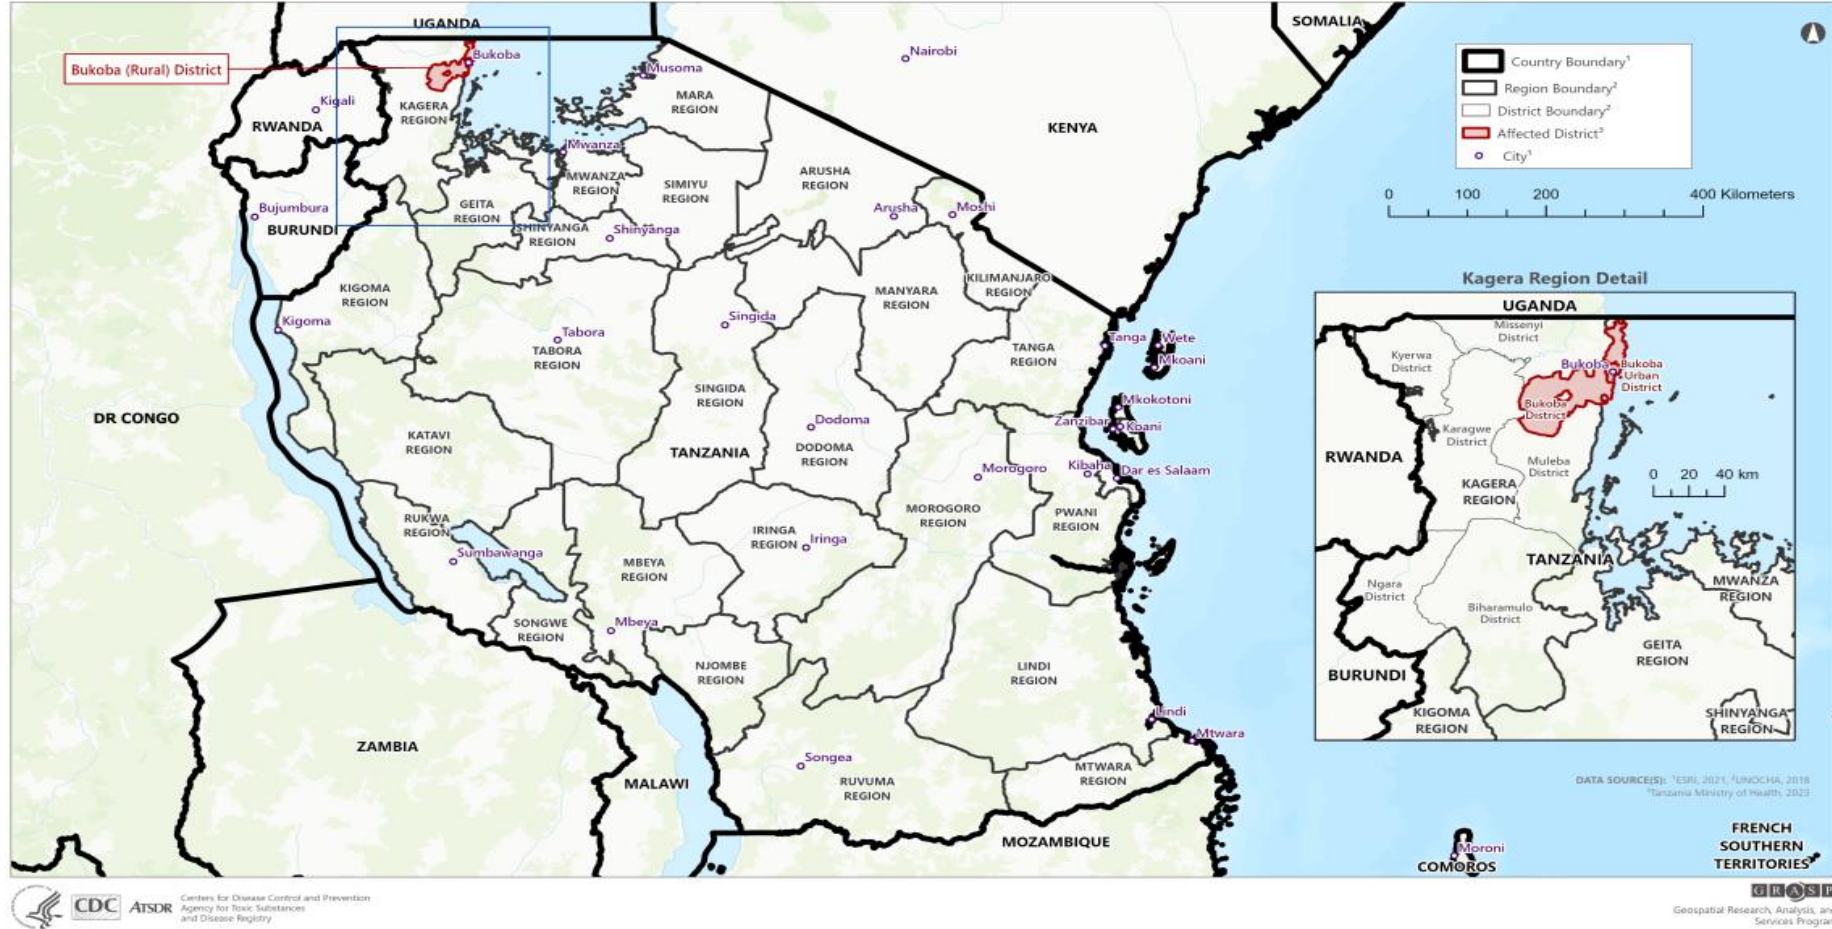 UGANDA
SOMALIA
Bukoba (Rural) District
Bukoba
Musoma
Nairobi
Country Boundary¹
Region Boundary²
District Boundary²
Affected District³
City¹
KAGERA
REGION
MARA
REGION
Kigali
RWANDA
KENYA
Mwanza
MWANZA
REGION
SIMIYU
REGION
ARUSHA
REGION
GEITA
REGION
Arusha
Moshi
0 100 200 400 Kilometers
Bujumbura
BURUNDI
SHINYANGA
REGION
Shinyanga
KIGOMA
REGION
MANYARA
REGION
KILIMANJARO
REGION
Kigoma
Singida
Tabora
TABORA
REGION
TANGA
REGION
Tanga
Wete
Mkoani
SINGIDA
REGION
DR CONGO
Dodoma
DODOMA
REGION
Mkokotoni
Zanzibar
Koani
KATAVI
REGION
TANZANIA
Morogoro
Kibaha
Dar es Salaam
RUKWA
REGION
IRINGA
REGION
Iringa
MOROGORO
REGION
PWANI
REGION
Sumbawanga
MBEYA
REGION
SONGWE
REGION
Mbeya
NJOMBE
REGION
LINDI
REGION
Lindi
Mtwara
ZAMBIA
MALAWI
Songea
RUVUMA
REGION
MTWARA
REGION
MOZAMBIQUE
Moroni
COMOROS
FRENCH
SOUTHERN
TERRITORIES
Kagera Region Detail
UGANDA
Missenyi
District
Kyerwa
District
Bukoba
Bukoba
Urban
District
Bukoba
District
Karagwe
District
RWANDA
Muleba
District
KAGERA
REGION
0 20 40 km
TANZANIA
Ngara
District
Biharamulo
District
MWANZA
REGION
GEITA
REGION
BURUNDI
KIGOMA
REGION
SHINYANGA
REGION
DATA SOURCE(S): ¹ESRI, 2021, ²UNOCHA, 2018
³Tanzania Ministry of Health, 2023
CDC
ATSDR
Centers for Disease Control and Prevention
Agency for Toxic Substances
and Disease Registry
GRASP
Geospatial Research, Analysis, and
Services Program